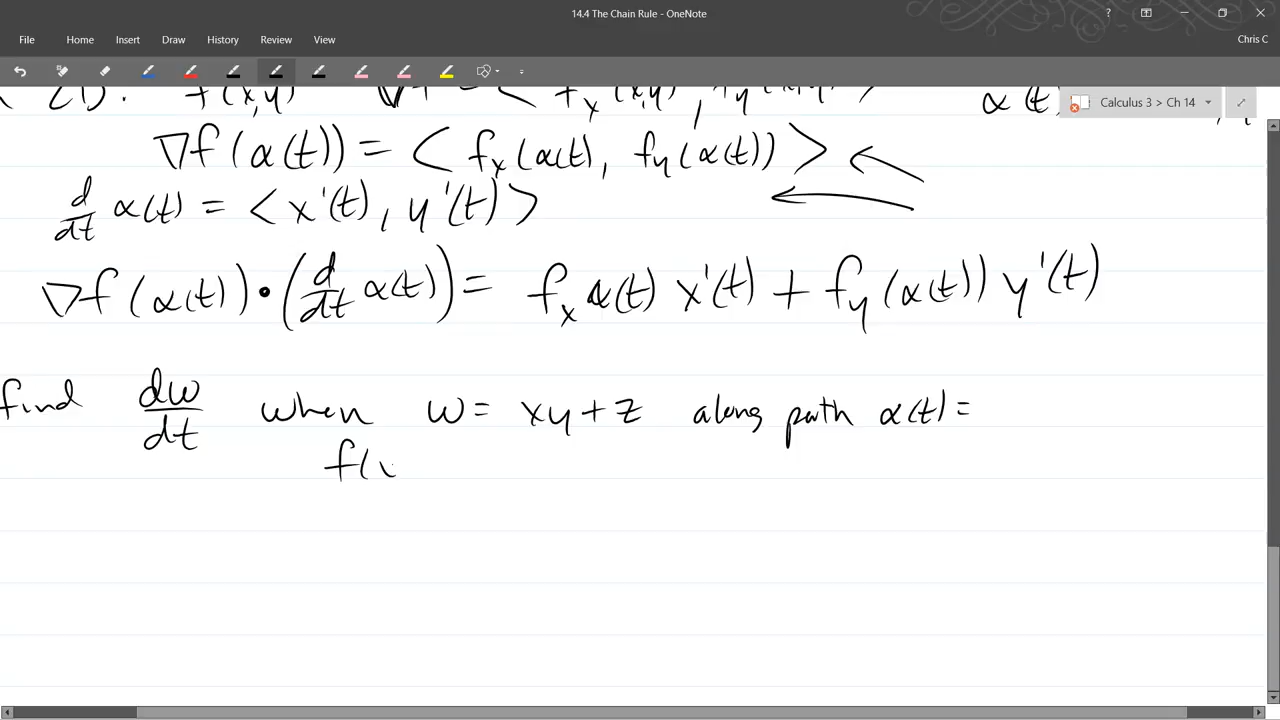 14.4 The Chain Rule - OneNote
File Home Insert Draw History Review View
Chris C
Calculus 3 > Ch 14
∇f(α(t)) = < fx(α(t), fy(α(t)) >
d/dt α(t) = < x'(t), y'(t) >
∇f(α(t)) • (d/dt α(t)) = fx α(t) x'(t) + fy(α(t)) y'(t)
find dw/dt when w = xy + z along path α(t) =
f(